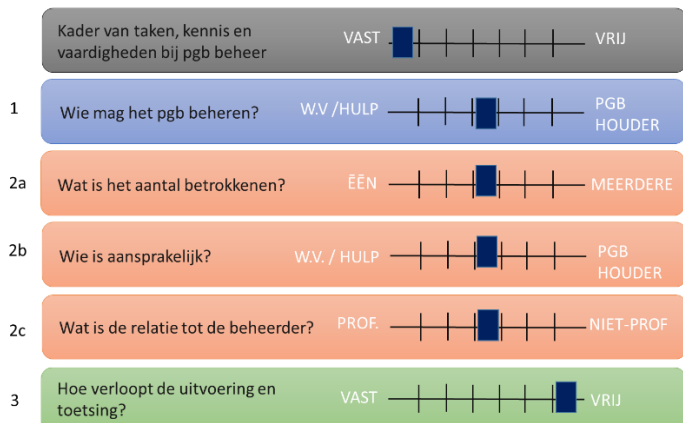 Kader van taken, kennis en
vaardigheden bij pgb beheer
VAST
VRIJ
1
Wie mag het pgb beheren?
W.V /HULP
PGB
HOUDER
2a
Wat is het aantal betrokkenen?
ĒĒN
MEERDERE
2b
Wie is aansprakelijk?
W.V. / HULP
PGB
HOUDER
2c
Wat is de relatie tot de beheerder?
PROF.
NIET-PROF
3
Hoe verloopt de uitvoering en
toetsing?
VAST
VRIJ